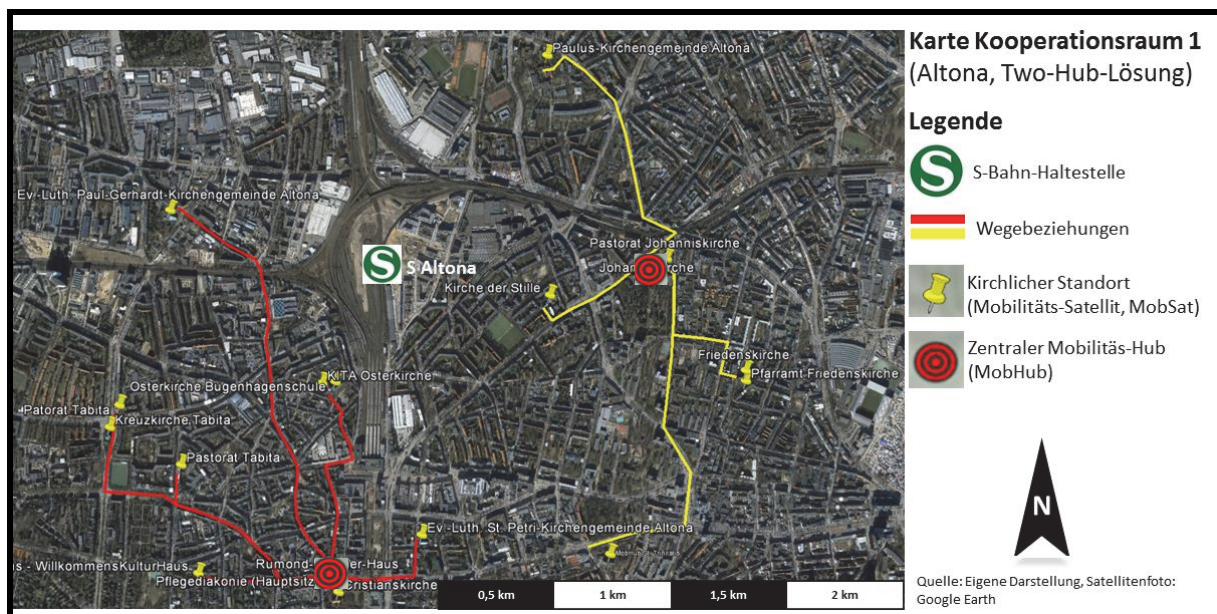 Karte Kooperationsraum 1
(Altona, Two-Hub-Lösung)
Legende
S
S-Bahn-Haltestelle
Wegebeziehungen
Kirchlicher Standort
(Mobilitäts-Satellit, MobSat)
Zentraler Mobilitäs-Hub
(MobHub)
N
Quelle: Eigene Darstellung, Satellitenfoto:
Google Earth
Paulus-Kirchengemeinde Altona
Ev.-Luth. Paul-Gerhardt-Kirchengemeinde Altona
Pastorat Johanniskirche
S
S Altona
Kirche der Stille
Friedenskirche
Pfarramt Friedenskirche
KITA Osterkirche
Osterkirche Bugenhagenschule
Patorat Tabita
Kreuzkirche Tabita
Pastorat Tabita
Ev.-Luth. St. Petri-Kirchengemeinde Altona
s - WillkommensKulturHaus
Pflegediakonie (Hauptsitz
0,5 km
1 km
1,5 km
2 km